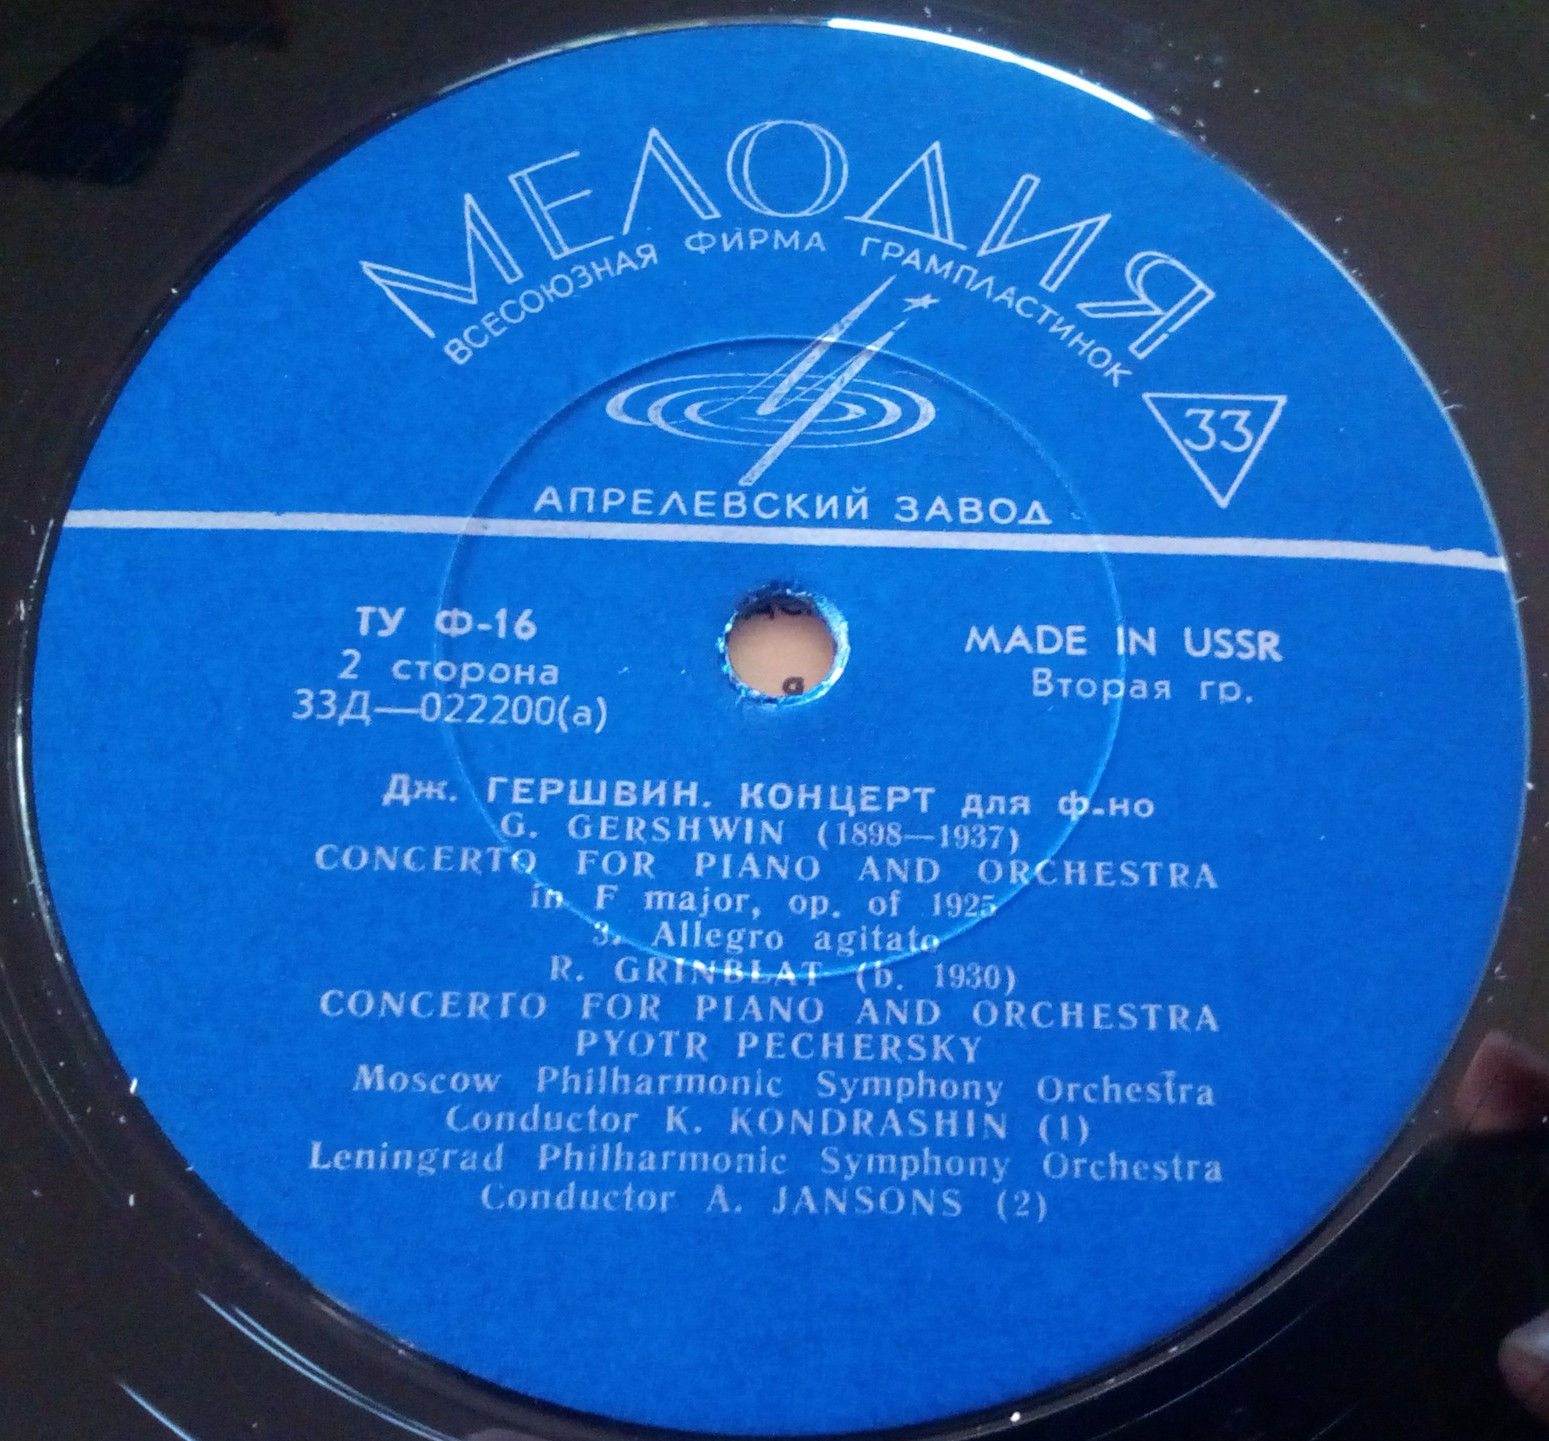 МЕЛОДИЯ
ВСЕСОЮЗНАЯ ФИРМА ГРАМПЛАСТИНОК
33
АПРЕЛЕВСКИЙ ЗАВОД
ТУ Ф-16
2 сторона
33Д—022200(а)
MADE IN USSR
Вторая гр.
Дж. ГЕРШВИН. КОНЦЕРТ для ф-но
G. GERSHWIN (1898—1937)
CONCERTO FOR PIANO AND ORCHESTRA
in F major, op. of 1925
3. Allegro agitato
R. GRINBLAT (b. 1930)
CONCERTO FOR PIANO AND ORCHESTRA
PYOTR PECHERSKY
Moscow Philharmonic Symphony Orchestra
Conductor K. KONDRASHIN (1)
Leningrad Philharmonic Symphony Orchestra
Conductor A. JANSONS (2)